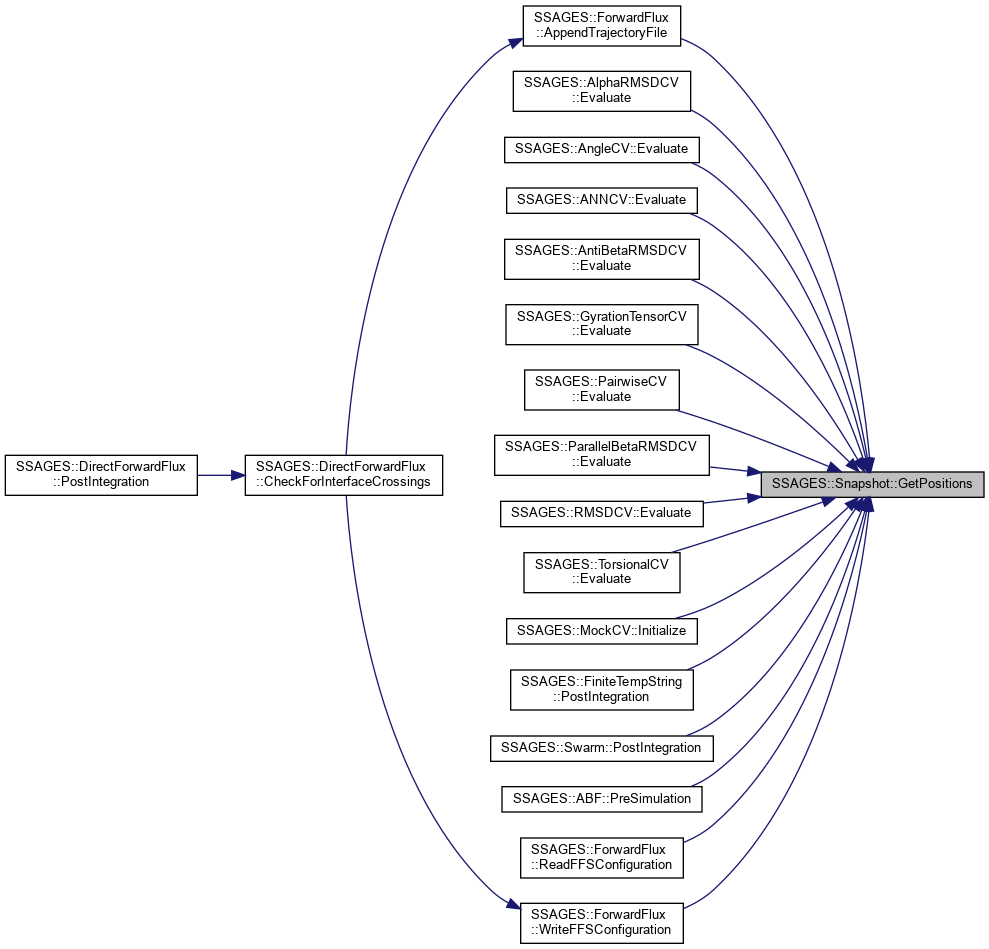 SSAGES::ForwardFlux
::AppendTrajectoryFile
SSAGES::AlphaRMSDCV
::Evaluate
SSAGES::AngleCV::Evaluate
SSAGES::ANNCV::Evaluate
SSAGES::AntiBetaRMSDCV
::Evaluate
SSAGES::GyrationTensorCV
::Evaluate
SSAGES::PairwiseCV
::Evaluate
SSAGES::ParallelBetaRMSDCV
::Evaluate
SSAGES::DirectForwardFlux
::PostIntegration
SSAGES::DirectForwardFlux
::CheckForInterfaceCrossings
SSAGES::Snapshot::GetPositions
SSAGES::RMSDCV::Evaluate
SSAGES::TorsionalCV
::Evaluate
SSAGES::MockCV::Initialize
SSAGES::FiniteTempString
::PostIntegration
SSAGES::Swarm::PostIntegration
SSAGES::ABF::PreSimulation
SSAGES::ForwardFlux
::ReadFFSConfiguration
SSAGES::ForwardFlux
::WriteFFSConfiguration